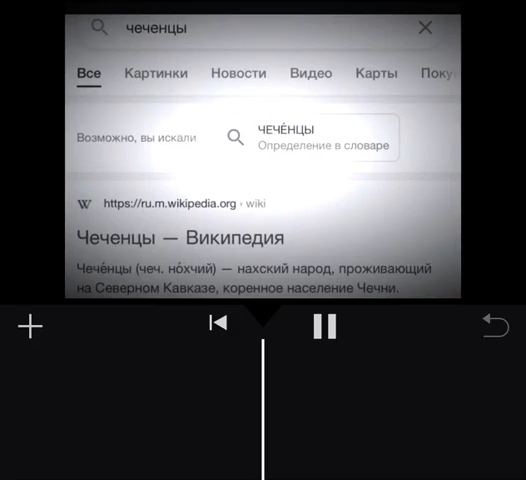 чеченцы
Все Картинки Новости Видео Карты Поку
Возможно, вы искали
ЧЕЧЕ́НЦЫ
Определение в словаре
W https://ru.m.wikipedia.org › wiki
Чеченцы — Википедия
Чече́нцы (чеч. но́хчий) — нахский народ, проживающий
на Северном Кавказе, коренное население Чечни.